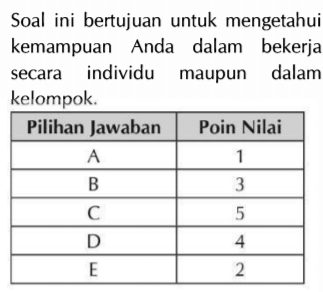 Soal ini bertujuan untuk mengetahui
kemampuan Anda dalam bekerja
secara individu maupun dalam
kelompok.
Pilihan Jawaban Poin Nilai
A 1
B 3
C 5
D 4
E 2